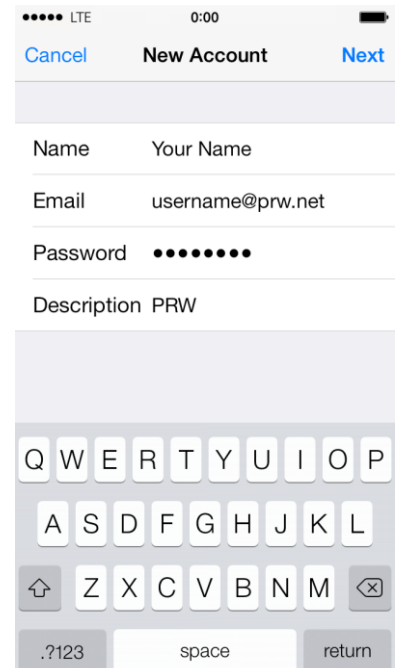 LTE 0:00
Cancel New Account Next
Name Your Name
Email username@prw.net
Password ••••••••
Description PRW
Q W E R T Y U I O P
A S D F G H J K L
Z X C V B N M
.?123 space return